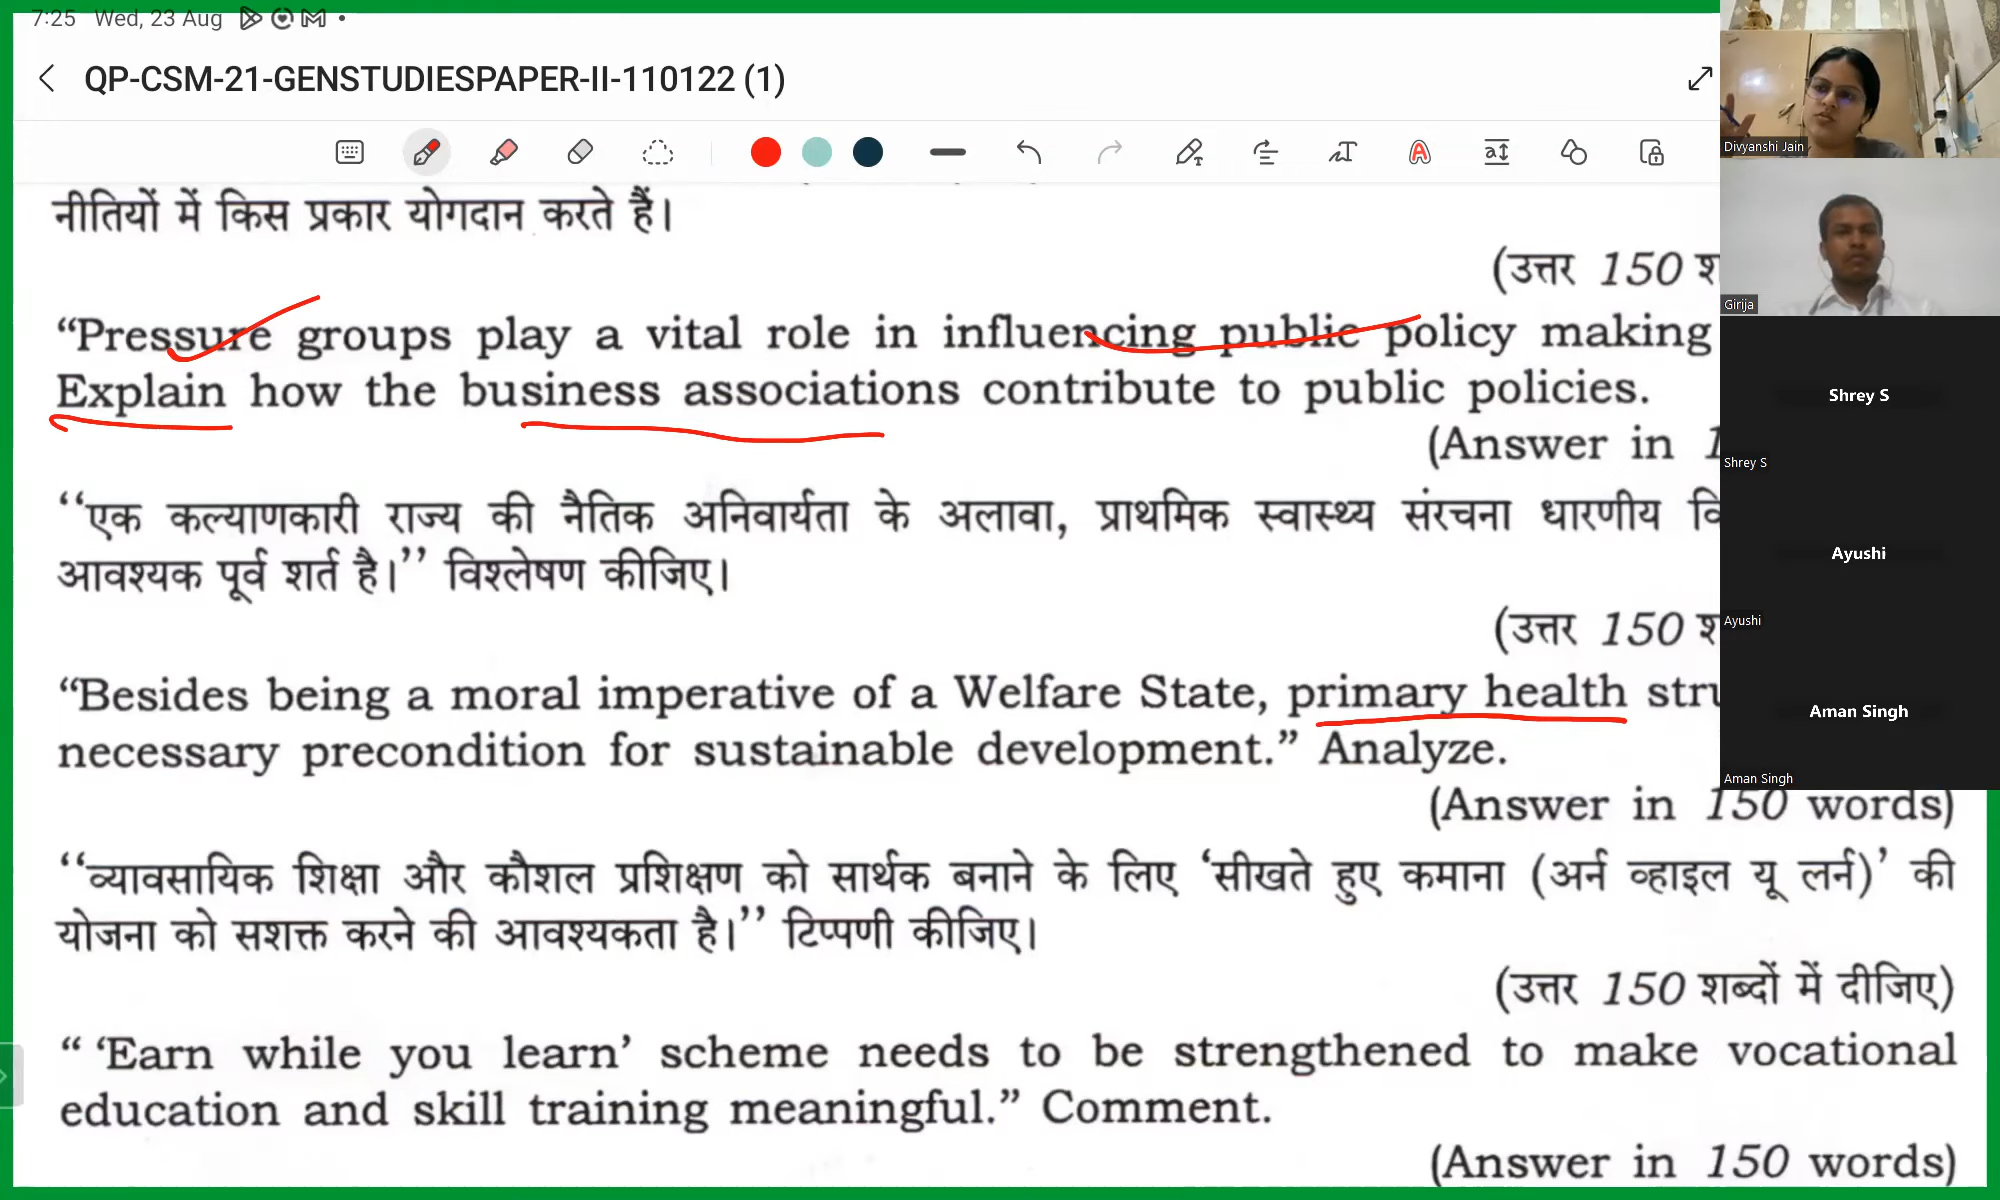 7:25 Wed, 23 Aug
QP-CSM-21-GENSTUDIESPAPER-II-110122 (1)
नीतियों में किस प्रकार योगदान करते हैं।
(उत्तर 150
“Pressure groups play a vital role in influencing public policy making
Explain how the business associations contribute to public policies.
(Answer in
‘‘एक कल्याणकारी राज्य की नैतिक अनिवार्यता के अलावा, प्राथमिक स्वास्थ्य संरचना धारणीय
आवश्यक पूर्व शर्त है।’’ विश्लेषण कीजिए।
(उत्तर 150
“Besides being a moral imperative of a Welfare State, primary health
necessary precondition for sustainable development.” Analyze.
(Answer in 150 words)
‘‘व्यावसायिक शिक्षा और कौशल प्रशिक्षण को सार्थक बनाने के लिए ‘सीखते हुए कमाना (अर्न व्हाइल यू लर्न)’ की
योजना को सशक्त करने की आवश्यकता है।’’ टिप्पणी कीजिए।
(उत्तर 150 शब्दों में दीजिए)
“ ‘Earn while you learn’ scheme needs to be strengthened to make vocational
education and skill training meaningful.” Comment.
(Answer in 150 words)
Divyanshi Jain
Girija
Shrey S
Shrey S
Ayushi
Ayushi
Aman Singh
Aman Singh